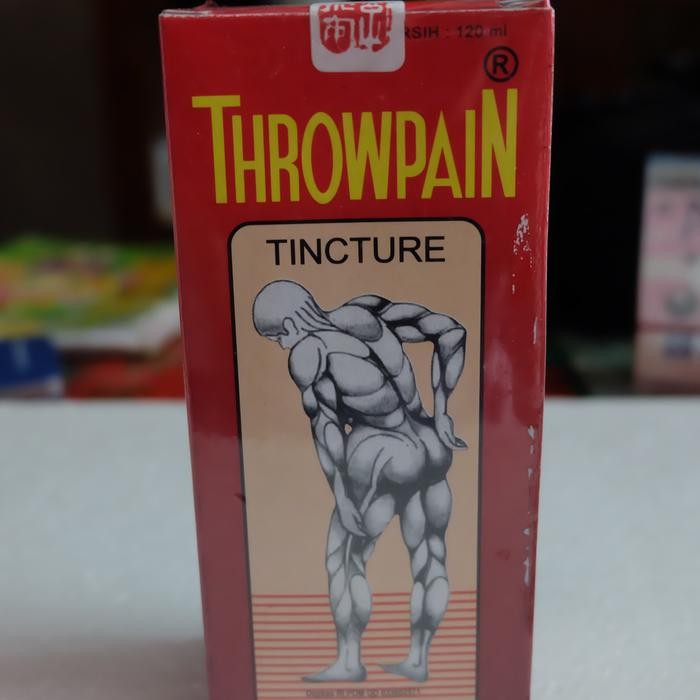 RSIH : 120 ml
®
THROWPAIN
TINCTURE